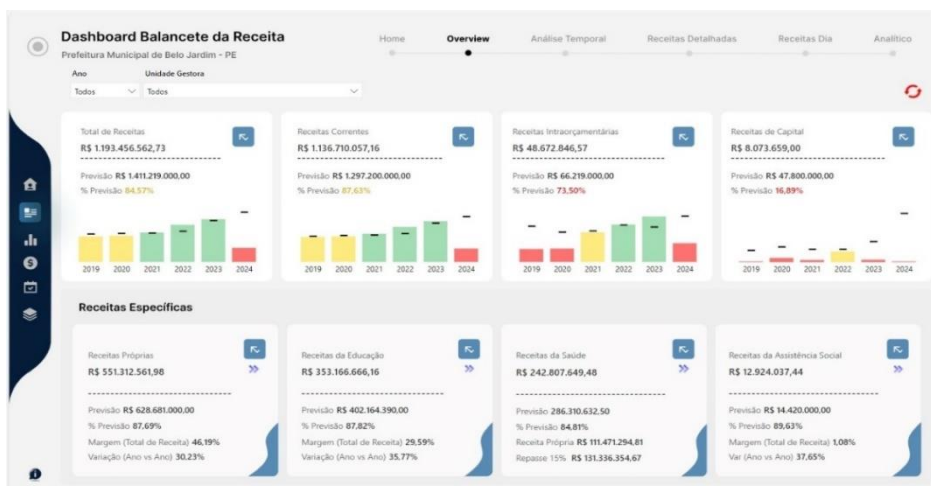 Dashboard Balancete da Receita
Prefeitura Municipal de Belo Jardim - PE
Home
Overview
Análise Temporal
Receitas Detalhadas
Receitas Dia
Analítico
Ano
Unidade Gestora
Todos
Todos
Total de Receitas
R$ 1.193.456.562,73
Previsão R$ 1.411.219.000,00
% Previsão 84,57%
2019 2020 2021 2022 2023 2024
Receitas Correntes
R$ 1.136.710.057,16
Previsão R$ 1.297.200.000,00
% Previsão 87,63%
2019 2020 2021 2022 2023 2024
Receitas Intraorçamentárias
R$ 48.672.846,57
Previsão R$ 66.219.000,00
% Previsão 73,50%
2019 2020 2021 2022 2023 2024
Receitas de Capital
R$ 8.073.659,00
Previsão R$ 47.800.000,00
% Previsão 16,89%
2019 2020 2021 2022 2023 2024
Receitas Específicas
Receitas Próprias
R$ 551.312.561,98
Previsão R$ 628.681.000,00
% Previsão 87,69%
Margem (Total de Receita) 46,19%
Variação (Ano vs Ano) 30,23%
Receitas da Educação
R$ 353.166.666,16
Previsão R$ 402.164.390,00
% Previsão 87,82%
Margem (Total de Receita) 29,59%
Variação (Ano vs Ano) 35,77%
Receitas da Saúde
R$ 242.807.649,48
Previsão 286.310.632,50
% Previsão 84,81%
Receita Própria R$ 111.471.294,81
Repasse 15% R$ 131.336.354,67
Receitas da Assistência Social
R$ 12.924.037,44
Previsão R$ 14.420.000,00
% Previsão 89,63%
Margem (Total de Receita) 1,08%
Var (Ano vs Ano) 37,65%